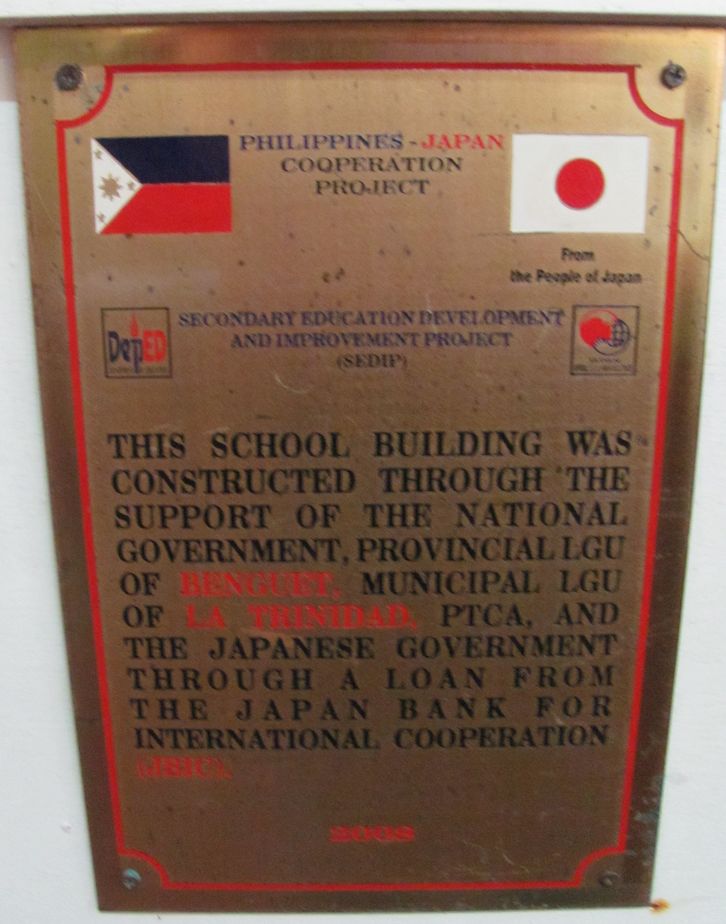 PHILIPPINES - JAPAN
COOPERATION
PROJECT
From
the People of Japan
DepED
SECONDARY EDUCATION DEVELOPMENT
AND IMPROVEMENT PROJECT
(SEDIP)
THIS SCHOOL BUILDING WAS
CONSTRUCTED THROUGH THE
SUPPORT OF THE NATIONAL
GOVERNMENT, PROVINCIAL LGU
OF BENGUET, MUNICIPAL LGU
OF LA TRINIDAD, PTCA, AND
THE JAPANESE GOVERNMENT
THROUGH A LOAN FROM
THE JAPAN BANK FOR
INTERNATIONAL COOPERATION
(JBIC).
2008